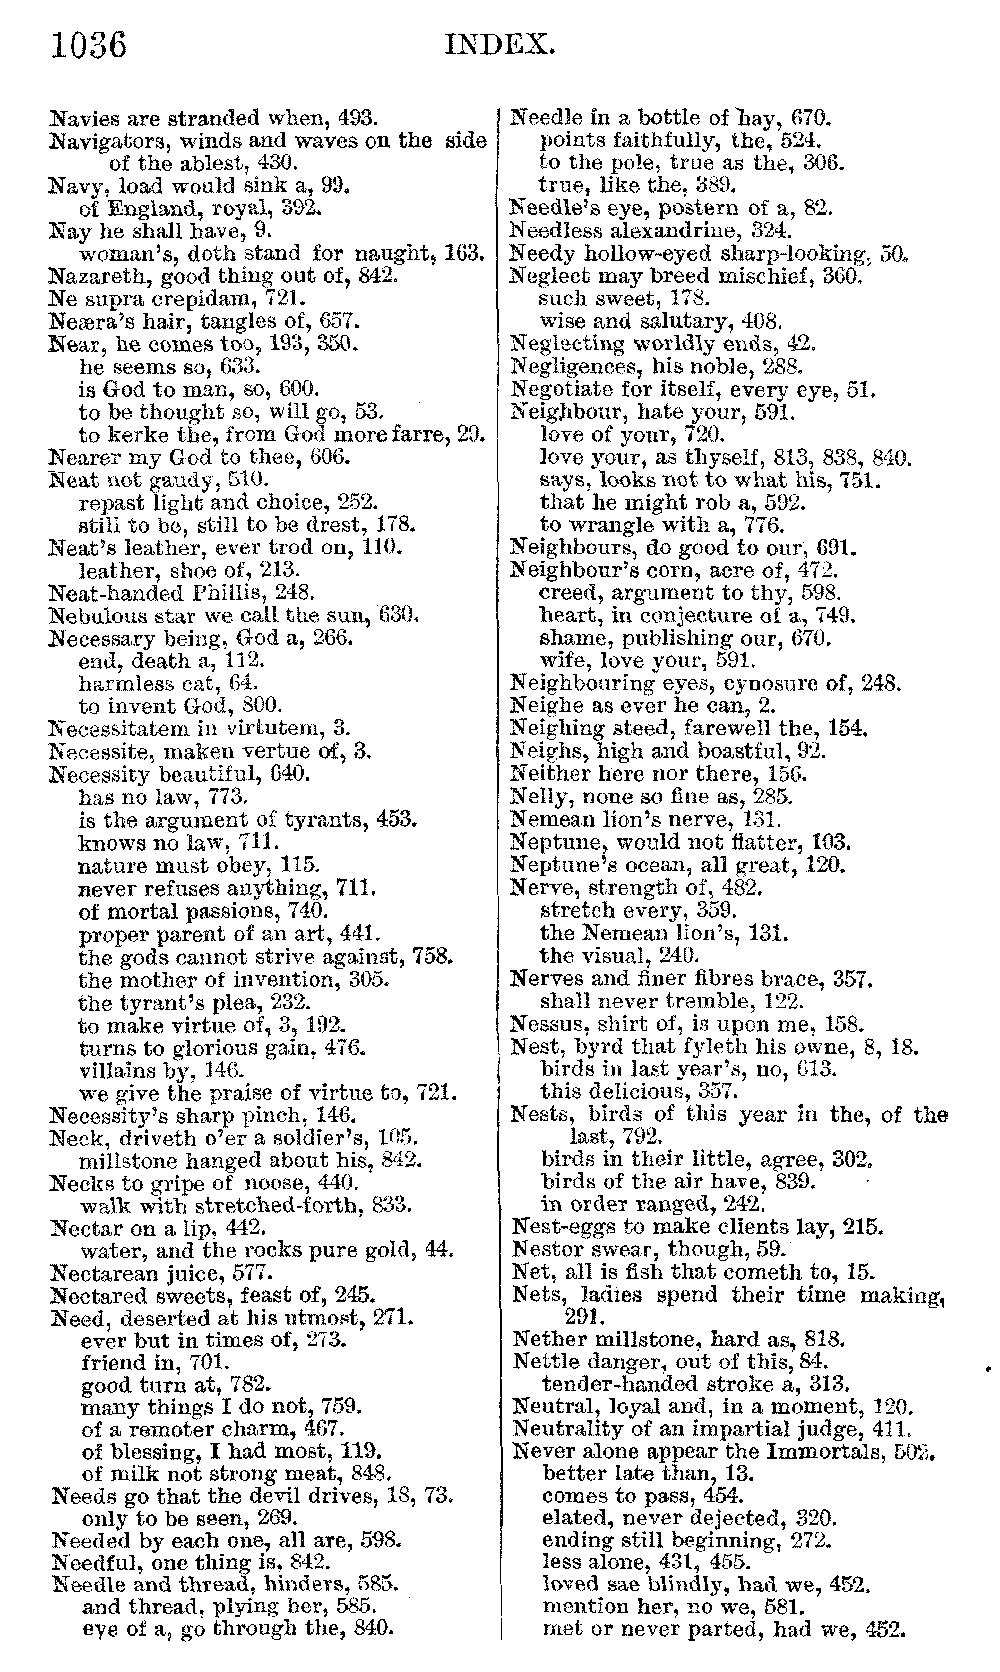 1036
INDEX.
Navies are stranded when, 493.
Navigators, winds and waves on the side
of the ablest, 430.
Navy, load would sink a, 99.
of England, royal, 392.
Nay he shall have, 9.
woman's, doth stand for naught, 163.
Nazareth, good thing out of, 842.
Ne supra crepidam, 721.
Neæra's hair, tangles of, 657.
Near, he comes too, 193, 350.
he seems so, 633.
is God to man, so, 600.
to be thought so, will go, 53.
to kerke the, from God more farre, 29.
Nearer my God to thee, 606.
Neat not gaudy, 510.
repast light and choice, 252.
still to be, still to be drest, 178.
Neat's leather, ever trod on, 110.
leather, shoe of, 213.
Neat-handed Phillis, 248.
Nebulous star we call the sun, 630.
Necessary being, God a, 266.
end, death a, 112.
harmless cat, 64.
to invent God, 800.
Necessitatem in virtutem, 3.
Necessite, maken vertue of, 3.
Necessity beautiful, 640.
has no law, 773.
is the argument of tyrants, 453.
knows no law, 711.
nature must obey, 115.
never refuses anything, 711.
of mortal passions, 740.
proper parent of an art, 441.
the gods cannot strive against, 758.
the mother of invention, 305.
the tyrant's plea, 232.
to make virtue of, 3, 192.
turns to glorious gain, 476.
villains by, 146.
we give the praise of virtue to, 721.
Necessity's sharp pinch, 146.
Neck, driveth o'er a soldier's, 105.
millstone hanged about his, 842.
Necks to gripe of noose, 440.
walk with stretched-forth, 833.
Nectar on a lip, 442.
water, and the rocks pure gold, 44.
Nectarean juice, 577.
Nectared sweets, feast of, 245.
Need, deserted at his utmost, 271.
ever but in times of, 273.
friend in, 701.
good turn at, 782.
many things I do not, 759.
of a remoter charm, 467.
of blessing, I had most, 119.
of milk not strong meat, 848.
Needs go that the devil drives, 18, 73.
only to be seen, 269.
Needed by each one, all are, 598.
Needful, one thing is, 842.
Needle and thread, hinders, 585.
and thread, plying her, 585.
eye of a, go through the, 840.
Needle in a bottle of hay, 670.
points faithfully, the, 524.
to the pole, true as the, 306.
true, like the, 389.
Needle's eye, postern of a, 82.
Needless alexandrine, 324.
Needy hollow-eyed sharp-looking, 50.
Neglect may breed mischief, 360.
such sweet, 178.
wise and salutary, 408.
Neglecting worldly ends, 42.
Negligences, his noble, 288.
Negotiate for itself, every eye, 51.
Neighbour, hate your, 591.
love of your, 720.
love your, as thyself, 813, 838, 840.
says, looks not to what his, 751.
that he might rob a, 592.
to wrangle with a, 776.
Neighbours, do good to our, 691.
Neighbour's corn, acre of, 472.
creed, argument to thy, 598.
heart, in conjecture of a, 749.
shame, publishing our, 670.
wife, love your, 591.
Neighbouring eyes, cynosure of, 248.
Neighe as ever he can, 2.
Neighing steed, farewell the, 154.
Neighs, high and boastful, 92.
Neither here nor there, 156.
Nelly, none so fine as, 285.
Nemean lion's nerve, 131.
Neptune, would not flatter, 103.
Neptune's ocean, all great, 120.
Nerve, strength of, 482.
stretch every, 359.
the Nemean lion's, 131.
the visual, 240.
Nerves and finer fibres brace, 357.
shall never tremble, 122.
Nessus, shirt of, is upon me, 158.
Nest, byrd that fyleth his owne, 8, 18.
birds in last year's, no, 613.
this delicious, 357.
Nests, birds of this year in the, of the
last, 792.
birds in their little, agree, 302.
birds of the air have, 839.
in order ranged, 242.
Nest-eggs to make clients lay, 215.
Nestor swear, though, 59.
Net, all is fish that cometh to, 15.
Nets, ladies spend their time making,
291.
Nether millstone, hard as, 818.
Nettle danger, out of this, 84.
tender-handed stroke a, 313.
Neutral, loyal and, in a moment, 120.
Neutrality of an impartial judge, 411.
Never alone appear the Immortals, 502.
better late than, 13.
comes to pass, 454.
elated, never dejected, 320.
ending still beginning, 272.
less alone, 431, 455.
loved sae blindly, had we, 452.
mention her, no we, 581.
met or never parted, had we, 452.